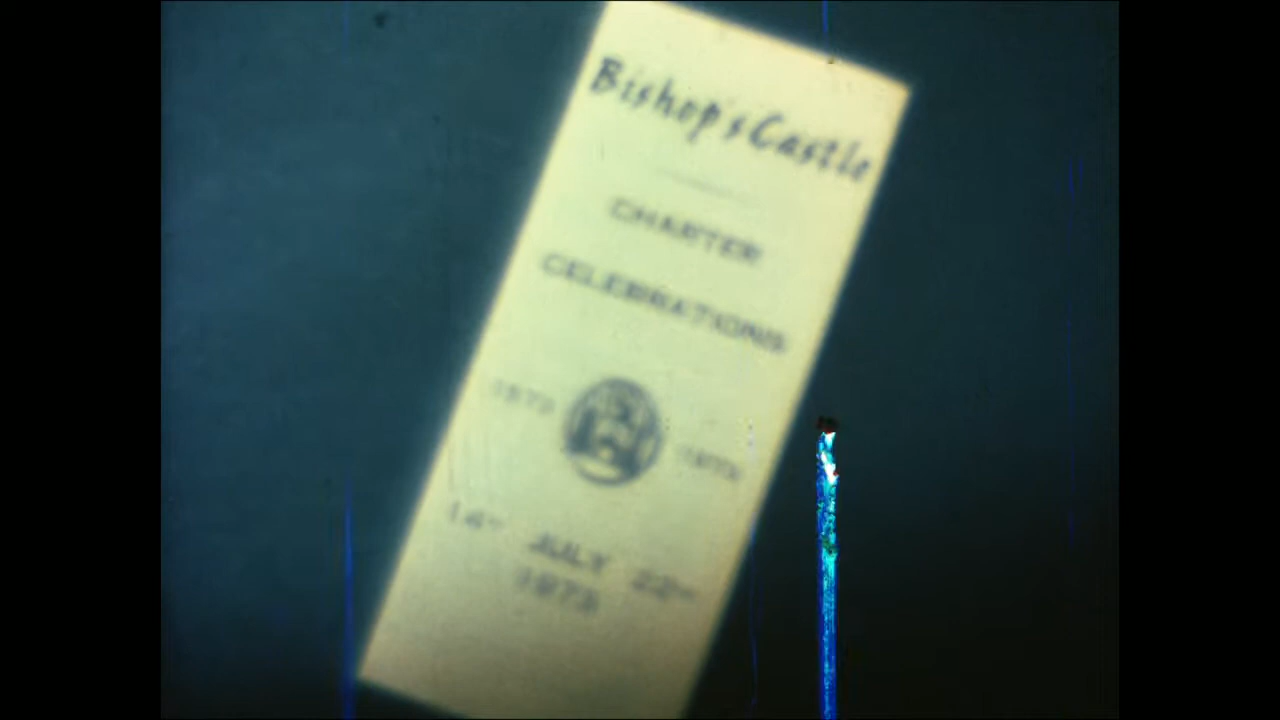 Bishop's Castle
CHARTER
CELEBRATIONS
1573 1973
14TH JULY 22ND
1973